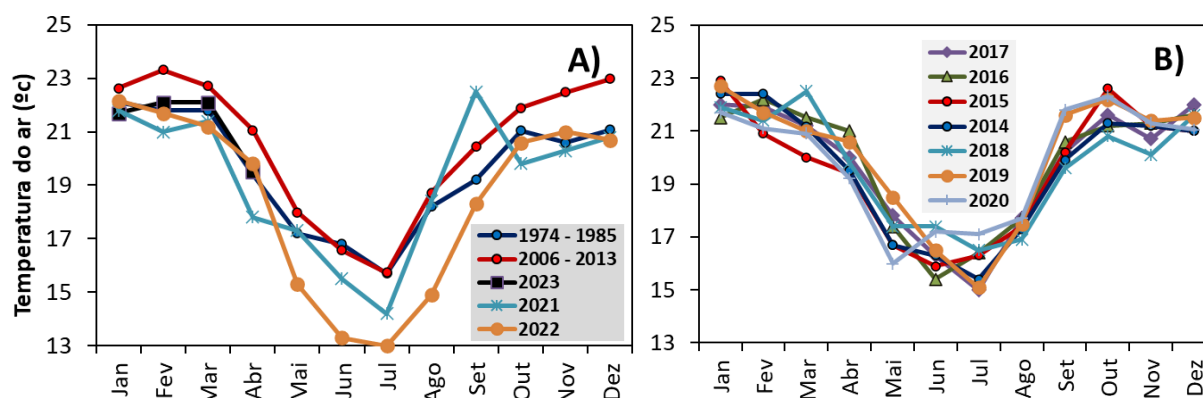 Temperatura do ar (ºc)
25
23
21
19
17
15
13
A)
1974 - 1985
2006 - 2013
2023
2021
2022
Jan
Fev
Mar
Abr
Mai
Jun
Jul
Ago
Set
Out
Nov
Dez
25
23
21
19
17
15
13
B)
2017
2016
2015
2014
2018
2019
2020
Jan
Fev
Mar
Abr
Mai
Jun
Jul
Ago
Set
Out
Nov
Dez